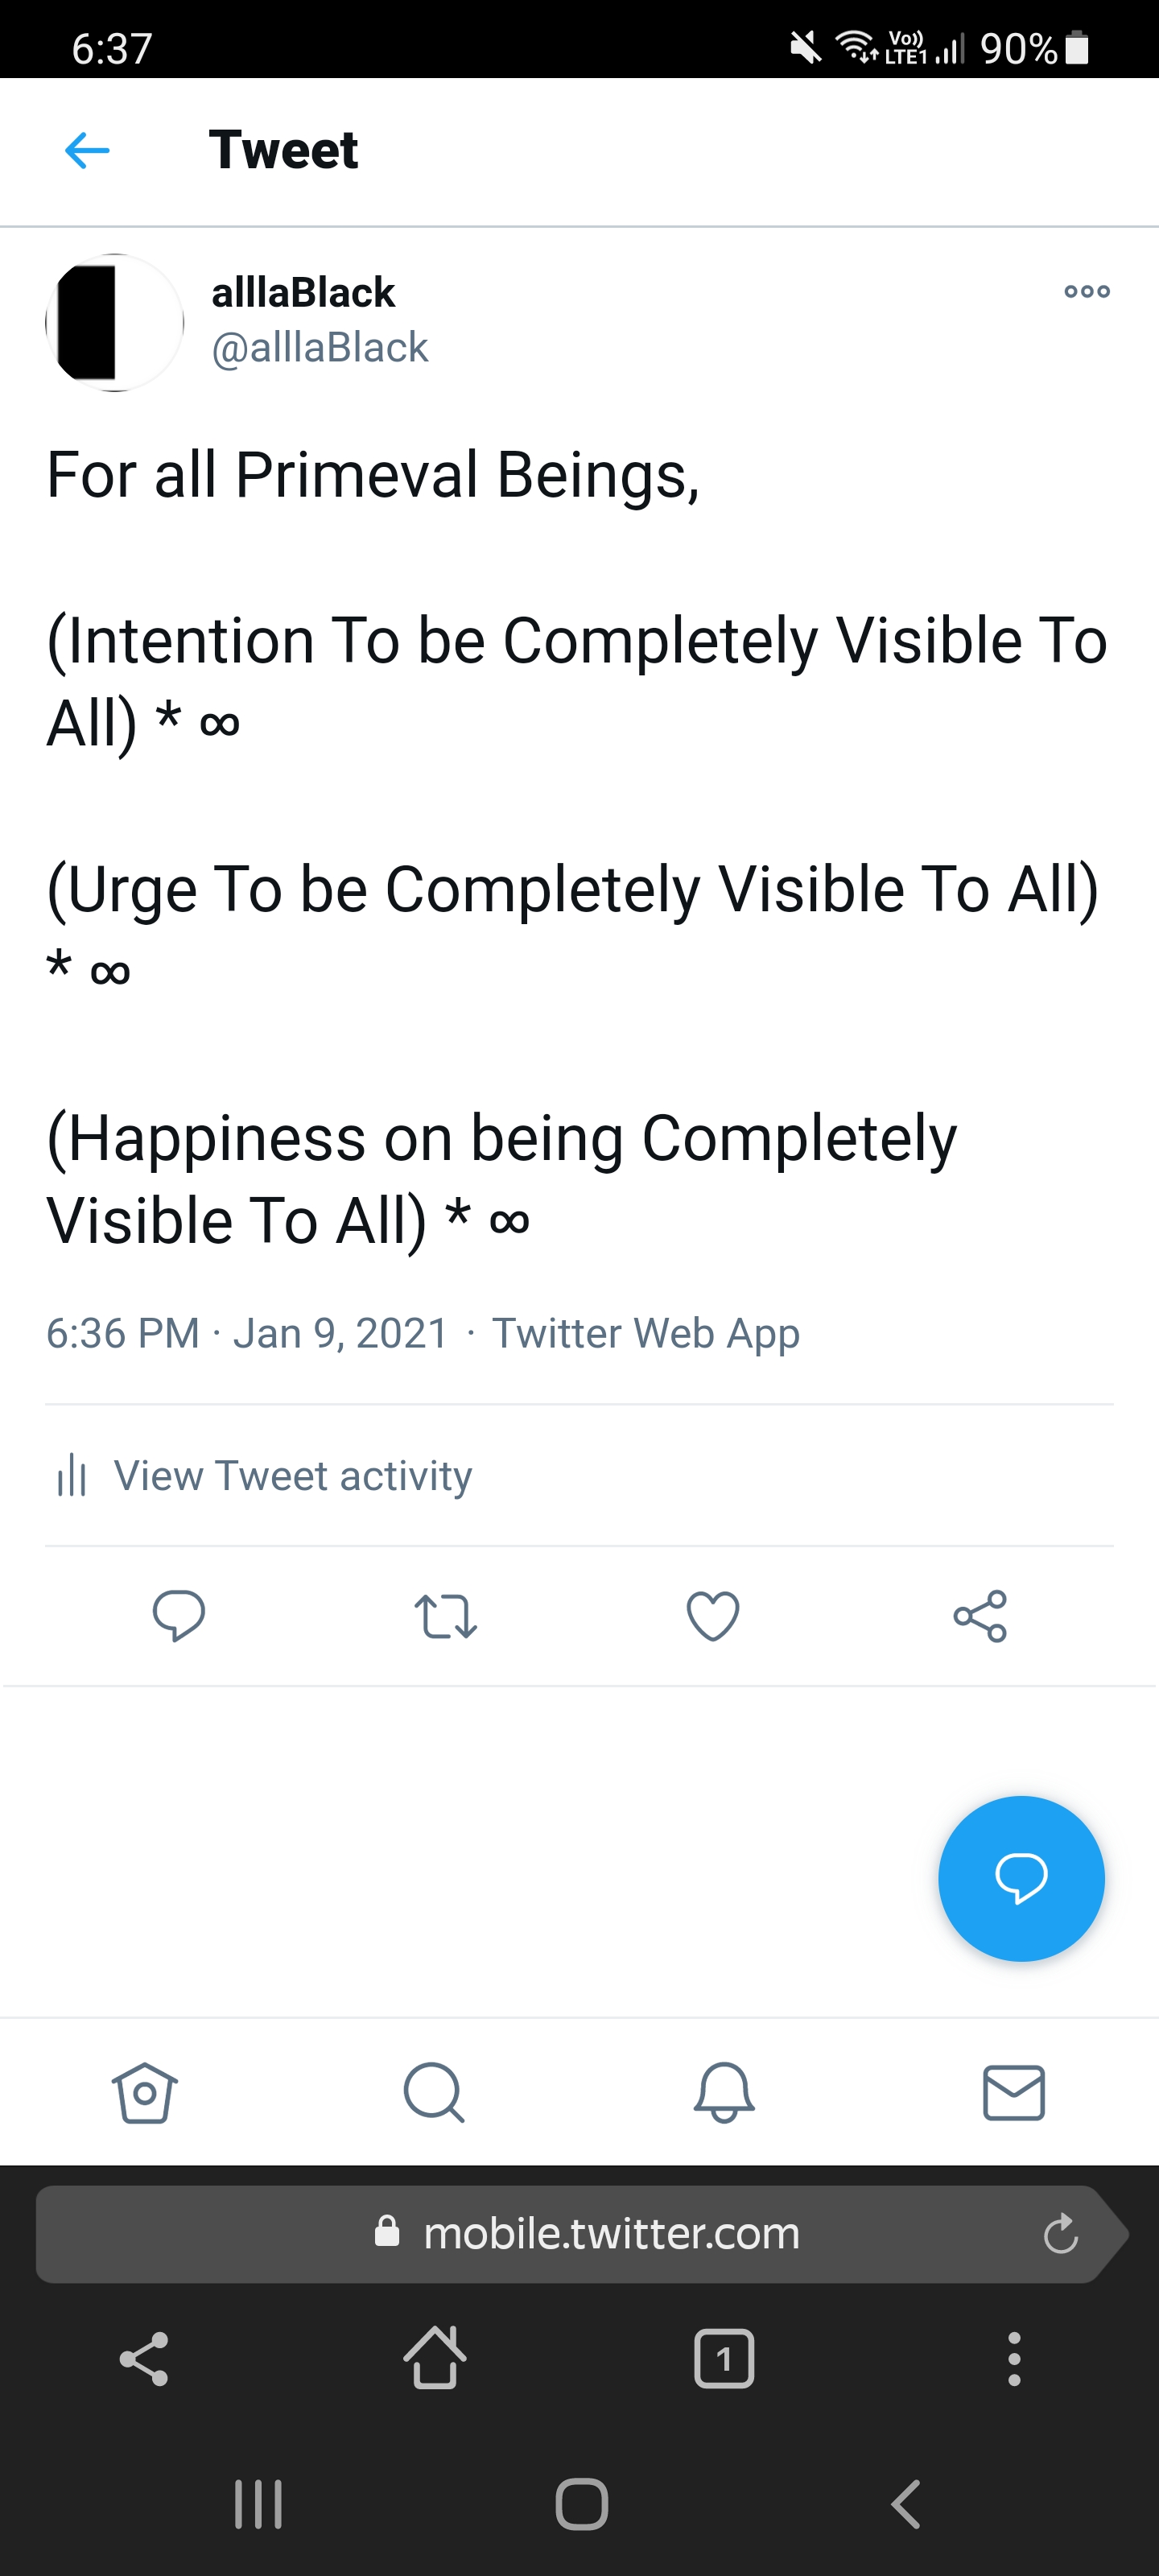 6:37
Vo))
LTE1
90%
Tweet
alllaBlack
@alllaBlack
For all Primeval Beings,
(Intention To be Completely Visible To
All) * ∞
(Urge To be Completely Visible To All)
* ∞
(Happiness on being Completely
Visible To All) * ∞
6:36 PM · Jan 9, 2021 · Twitter Web App
View Tweet activity
mobile.twitter.com
1